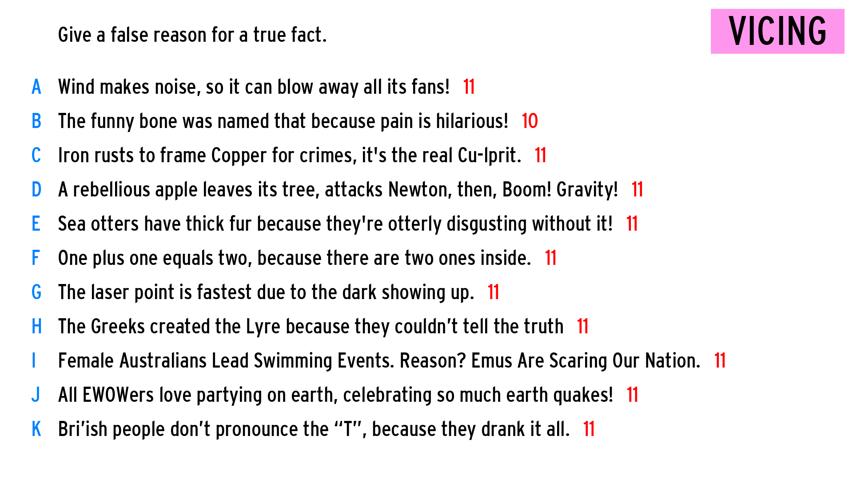 Give a false reason for a true fact.
VICING
A Wind makes noise, so it can blow away all its fans! 11
B The funny bone was named that because pain is hilarious! 10
C Iron rusts to frame Copper for crimes, it's the real Cu-lprit. 11
D A rebellious apple leaves its tree, attacks Newton, then, Boom! Gravity! 11
E Sea otters have thick fur because they're otterly disgusting without it! 11
F One plus one equals two, because there are two ones inside. 11
G The laser point is fastest due to the dark showing up. 11
H The Greeks created the Lyre because they couldn’t tell the truth 11
I Female Australians Lead Swimming Events. Reason? Emus Are Scaring Our Nation. 11
J All EWOWers love partying on earth, celebrating so much earth quakes! 11
K Bri’ish people don’t pronounce the “T”, because they drank it all. 11